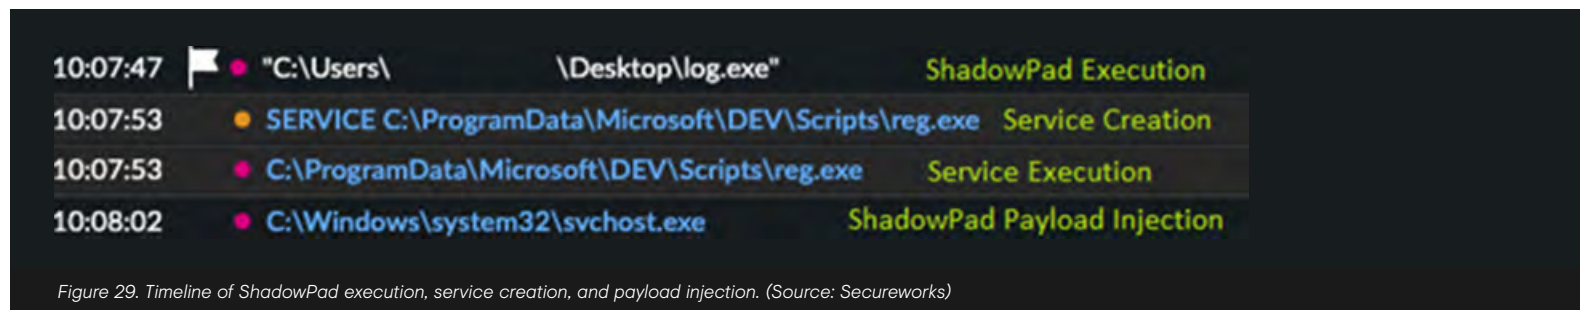 10:07:47 "C:\Users\ \Desktop\log.exe" ShadowPad Execution
10:07:53 SERVICE C:\ProgramData\Microsoft\DEV\Scripts\reg.exe Service Creation
10:07:53 C:\ProgramData\Microsoft\DEV\Scripts\reg.exe Service Execution
10:08:02 C:\Windows\system32\svchost.exe ShadowPad Payload Injection
Figure 29. Timeline of ShadowPad execution, service creation, and payload injection. (Source: Secureworks)